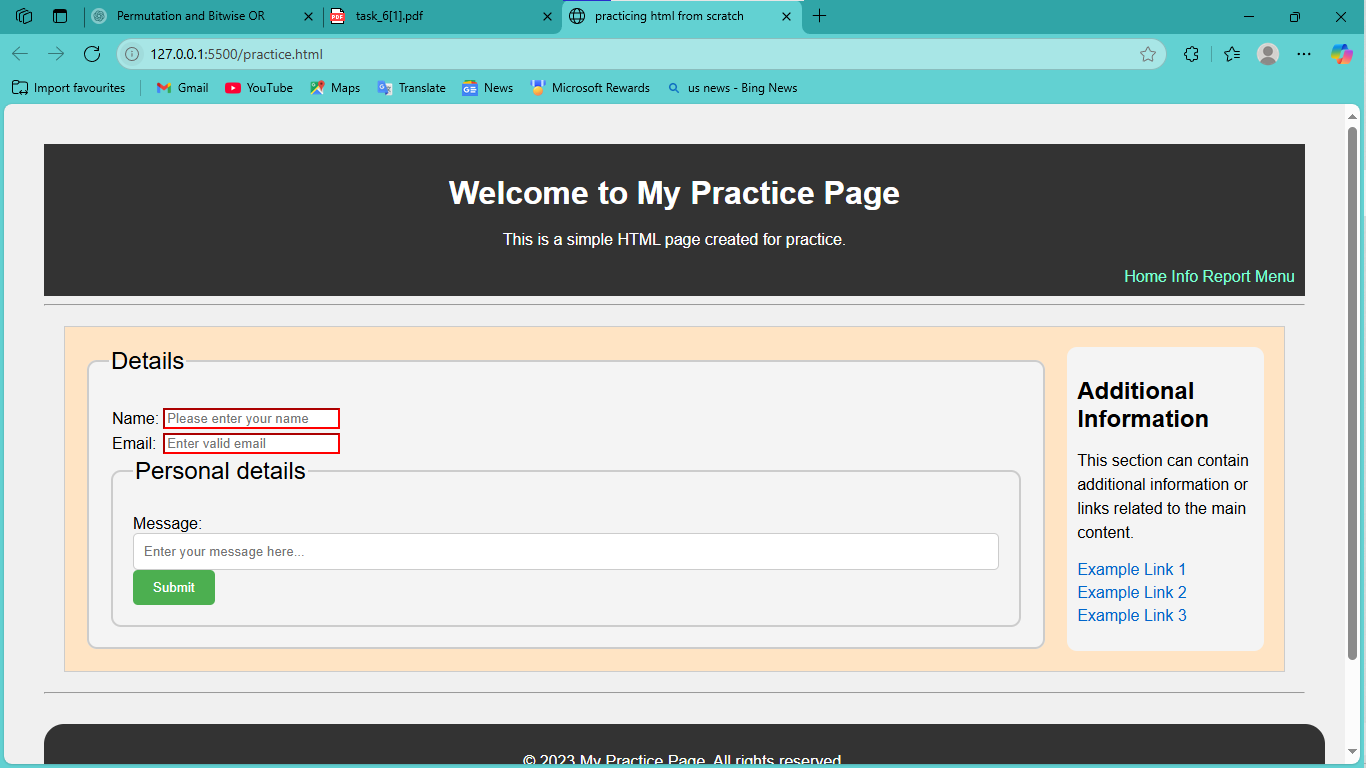 Permutation and Bitwise OR
task_6[1].pdf
practicing html from scratch
127.0.0.1:5500/practice.html
Import favourites
Gmail
YouTube
Maps
Translate
News
Microsoft Rewards
us news - Bing News
Welcome to My Practice Page
This is a simple HTML page created for practice.
Home Info Report Menu
Details
Name: Please enter your name
Email: Enter valid email
Personal details
Message:
Enter your message here...
Submit
Additional
Information
This section can contain
additional information or
links related to the main
content.
Example Link 1
Example Link 2
Example Link 3
© 2023 My Practice Page. All rights reserved.